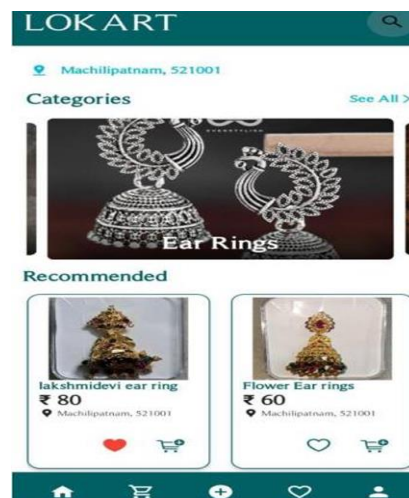 LOKART
Machilipatnam, 521001
Categories
See All >
Ear Rings
Recommended
lakshmidevi ear ring
₹ 80
Machilipatnam, 521001
Flower Ear rings
₹ 60
Machilipatnam, 521001